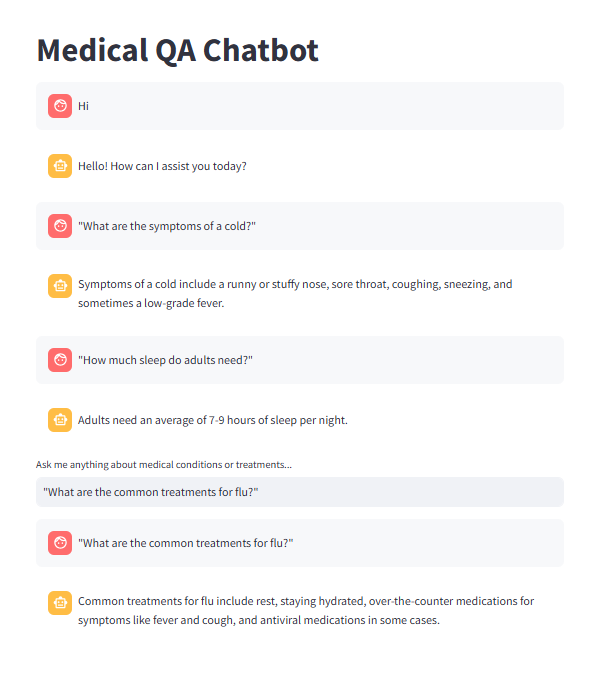 Medical QA Chatbot
Hi
Hello! How can I assist you today?
"What are the symptoms of a cold?"
Symptoms of a cold include a runny or stuffy nose, sore throat, coughing, sneezing, and
sometimes a low-grade fever.
"How much sleep do adults need?"
Adults need an average of 7-9 hours of sleep per night.
Ask me anything about medical conditions or treatments...
"What are the common treatments for flu?"
"What are the common treatments for flu?"
Common treatments for flu include rest, staying hydrated, over-the-counter medications for
symptoms like fever and cough, and antiviral medications in some cases.